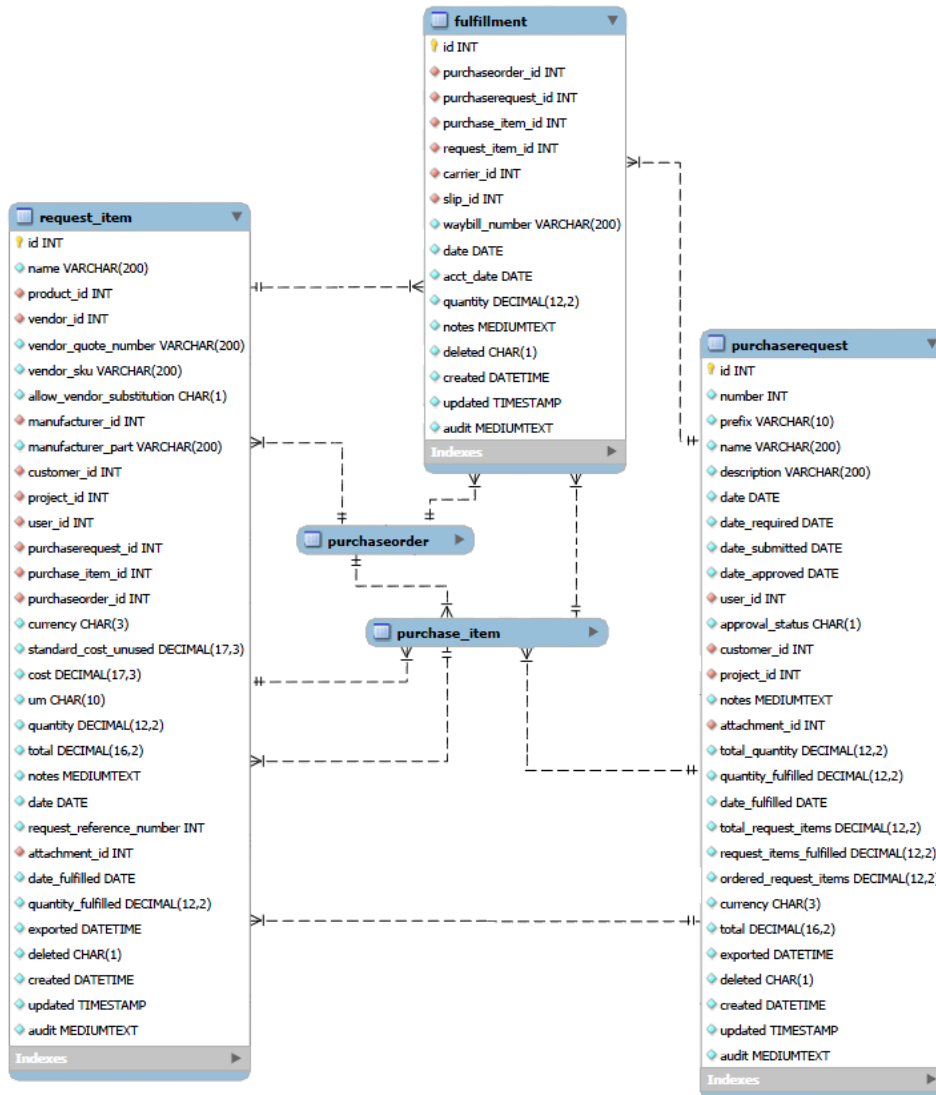 fulfillment
id INT
purchaseorder_id INT
purchaserequest_id INT
purchase_item_id INT
request_item_id INT
carrier_id INT
slip_id INT
waybill_number VARCHAR(200)
date DATE
acct_date DATE
quantity DECIMAL(12,2)
notes MEDIUMTEXT
deleted CHAR(1)
created DATETIME
updated TIMESTAMP
audit MEDIUMTEXT
Indexes
request_item
id INT
name VARCHAR(200)
product_id INT
vendor_id INT
vendor_quote_number VARCHAR(200)
vendor_sku VARCHAR(200)
allow_vendor_substitution CHAR(1)
manufacturer_id INT
manufacturer_part VARCHAR(200)
customer_id INT
project_id INT
user_id INT
purchaserequest_id INT
purchase_item_id INT
purchaseorder_id INT
currency CHAR(3)
standard_cost_unused DECIMAL(17,3)
cost DECIMAL(17,3)
um CHAR(10)
quantity DECIMAL(12,2)
total DECIMAL(16,2)
notes MEDIUMTEXT
date DATE
request_reference_number INT
attachment_id INT
date_fulfilled DATE
quantity_fulfilled DECIMAL(12,2)
exported DATETIME
deleted CHAR(1)
created DATETIME
updated TIMESTAMP
audit MEDIUMTEXT
Indexes
purchaseorder
purchase_item
purchaserequest
id INT
number INT
prefix VARCHAR(10)
name VARCHAR(200)
description VARCHAR(200)
date DATE
date_required DATE
date_submitted DATE
date_approved DATE
user_id INT
approval_status CHAR(1)
customer_id INT
project_id INT
notes MEDIUMTEXT
attachment_id INT
total_quantity DECIMAL(12,2)
quantity_fulfilled DECIMAL(12,2)
date_fulfilled DATE
total_request_items DECIMAL(12,2)
request_items_fulfilled DECIMAL(12,2)
ordered_request_items DECIMAL(12,2)
currency CHAR(3)
total DECIMAL(16,2)
exported DATETIME
deleted CHAR(1)
created DATETIME
updated TIMESTAMP
audit MEDIUMTEXT
Indexes